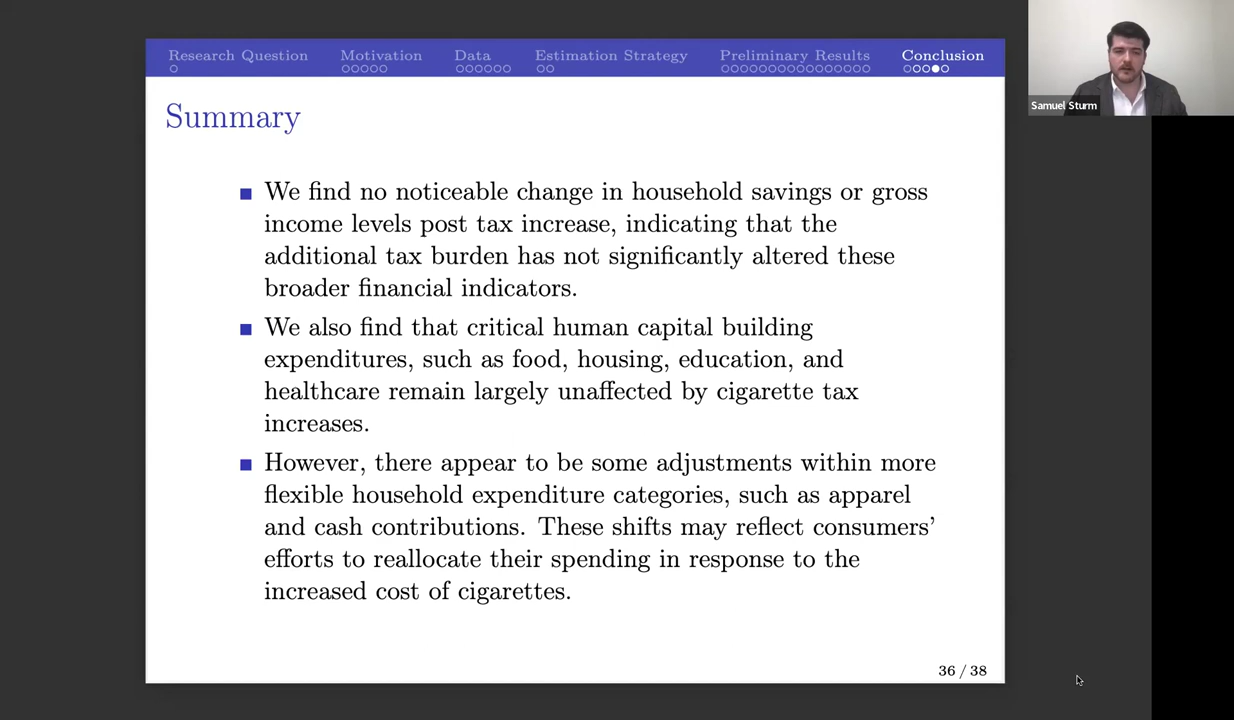 Research Question Motivation Data Estimation Strategy Preliminary Results Conclusion
Samuel Sturm
Summary
We find no noticeable change in household savings or gross
income levels post tax increase, indicating that the
additional tax burden has not significantly altered these
broader financial indicators.
We also find that critical human capital building
expenditures, such as food, housing, education, and
healthcare remain largely unaffected by cigarette tax
increases.
However, there appear to be some adjustments within more
flexible household expenditure categories, such as apparel
and cash contributions. These shifts may reflect consumers'
efforts to reallocate their spending in response to the
increased cost of cigarettes.
36 / 38